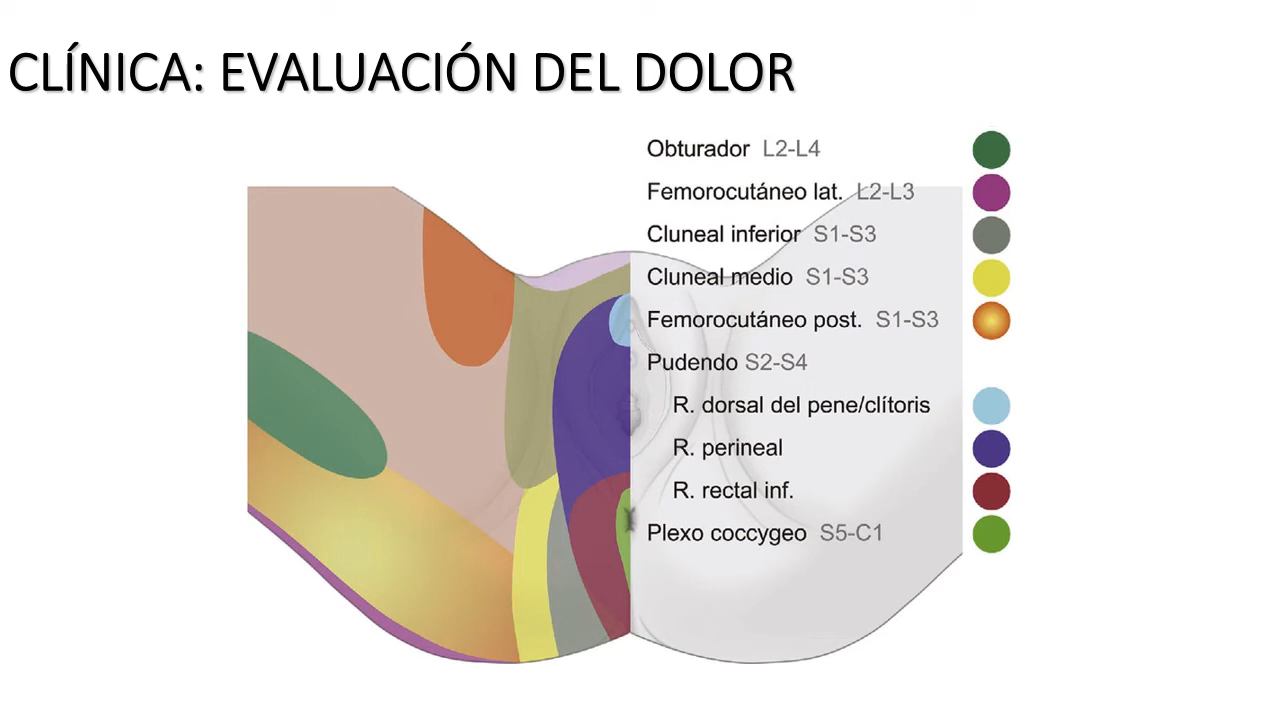 CLÍNICA: EVALUACIÓN DEL DOLOR
Obturador L2-L4
Femorocutáneo lat. L2-L3
Cluneal inferior S1-S3
Cluneal medio S1-S3
Femorocutáneo post. S1-S3
Pudendo S2-S4
R. dorsal del pene/clítoris
R. perineal
R. rectal inf.
Plexo coccygeo S5-C1